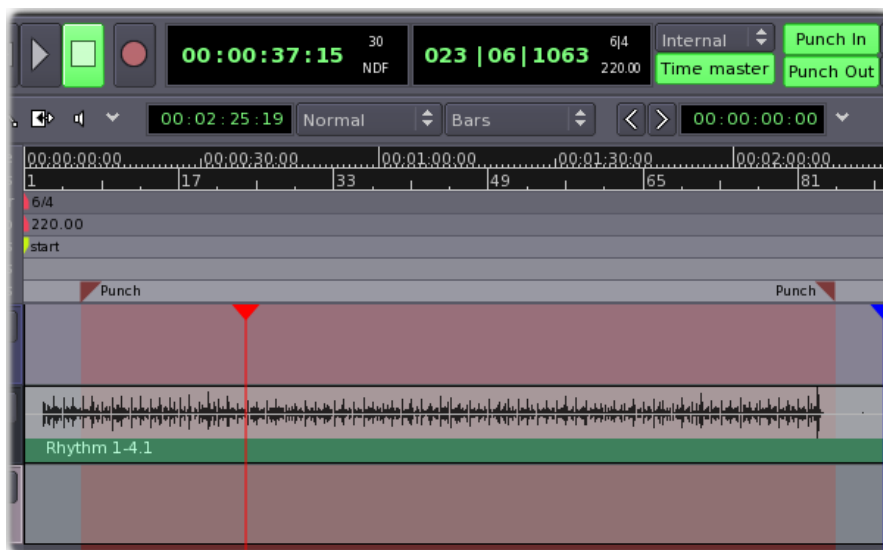 00:00:37:15 30 NDF 023|06|1063 6|4 220.00 Internal Time master Punch In Punch Out
00:02:25:19 Normal Bars 00:00:00:00
00:00:00:00 00:00:30:00 00:01:00:00 00:01:30:00 00:02:00:00
1 17 33 49 65 81
6/4
220.00
start
Punch Punch
Rhythm 1-4.1